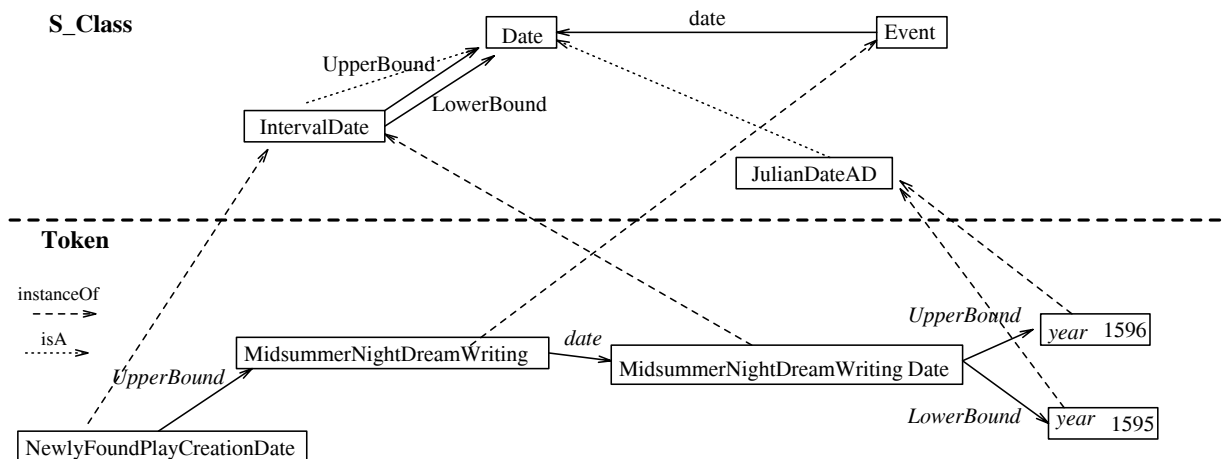 S_Class
date
Date
Event
UpperBound
LowerBound
IntervalDate
JulianDateAD
Token
instanceOf
isA
UpperBound
year 1596
date
MidsummerNightDreamWriting
MidsummerNightDreamWriting Date
UpperBound
LowerBound
year 1595
NewlyFoundPlayCreationDate